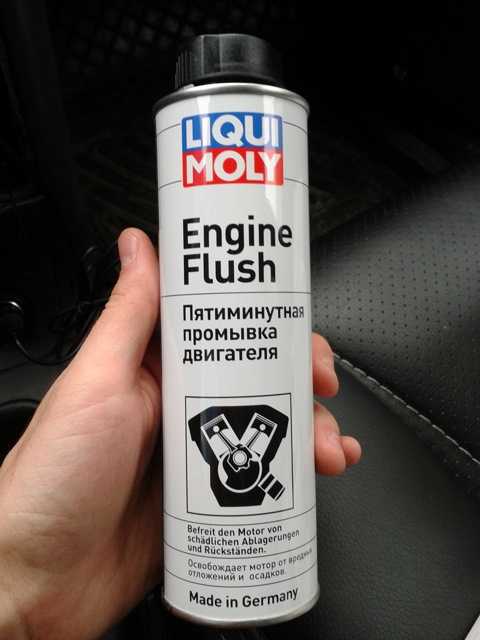 LIQUI
MOLY
Engine
Flush
Пятиминутная
промывка
двигателя
Befreit den Motor von
schädlichen Ablagerungen
und Rückständen.
Освобождает мотор от вредных
отложений и осадков.
Made in Germany